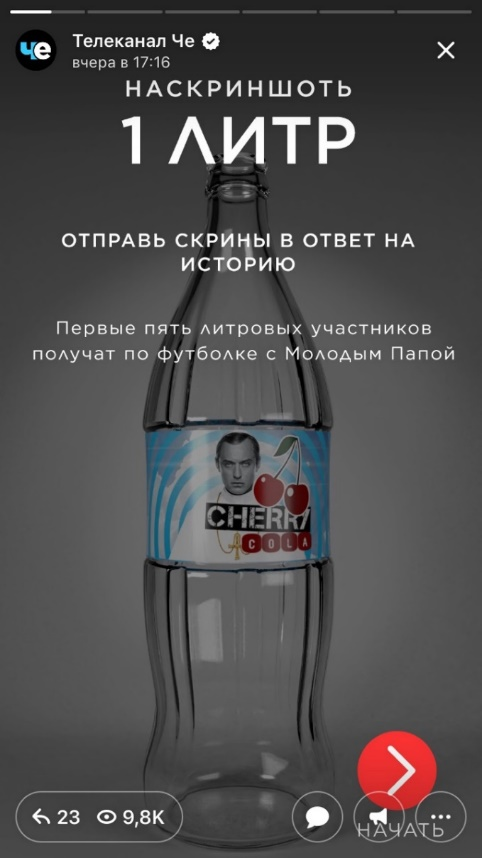 че
Телеканал Че
вчера в 17:16
НАСКРИНШОТЬ
1 ЛИТР
ОТПРАВЬ СКРИНЫ В ОТВЕТ НА
ИСТОРИЮ
Первые пять литровых участников
получат по футболке с Молодым Папой
CHERRY
COLA
23 9,8K
НАЧАТЬ